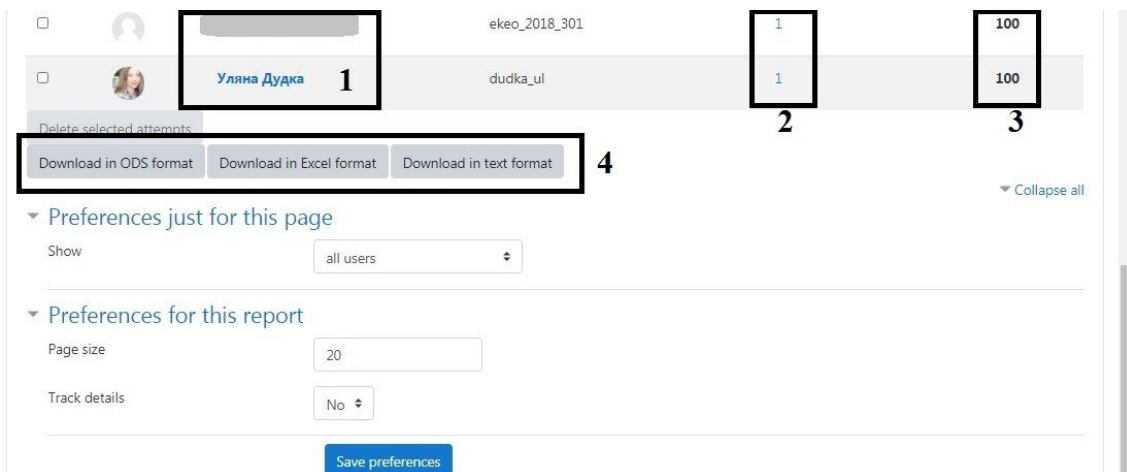 ekeo_2018_301 1 100
Уляна Дудка 1 dudka_ul 1 100
2 3
Delete selected attempts
Download in ODS format Download in Excel format Download in text format 4
Collapse all
Preferences just for this page
Show all users
Preferences for this report
Page size 20
Track details No
Save preferences